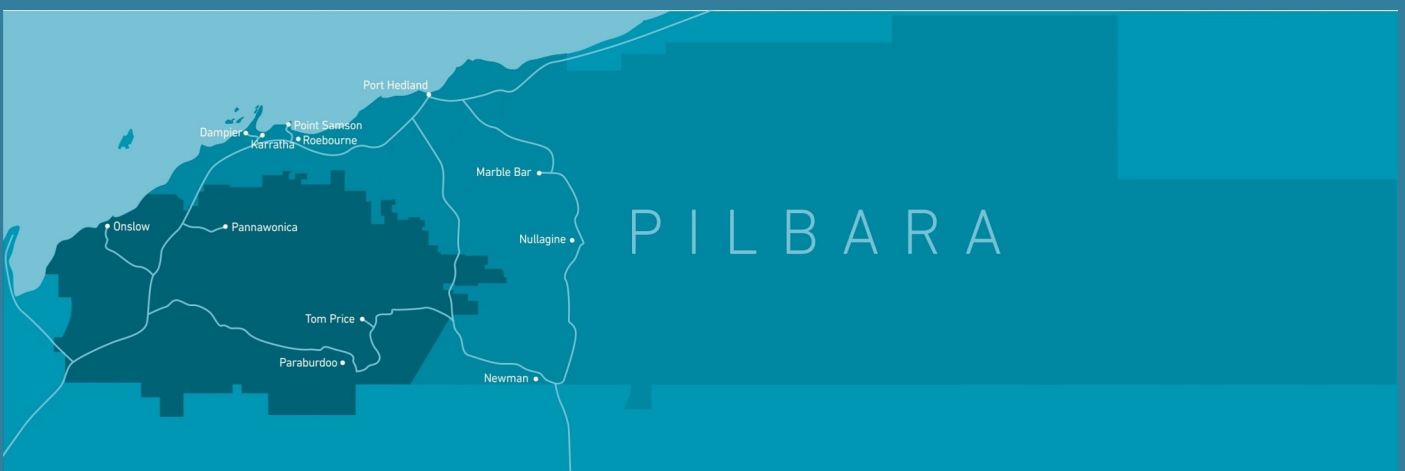 Port Hedland
Point Samson
Dampier
Karratha
Roebourne
Marble Bar
Onslow
Pannawonica
Nullagine
PILBARA
Tom Price
Paraburdoo
Newman